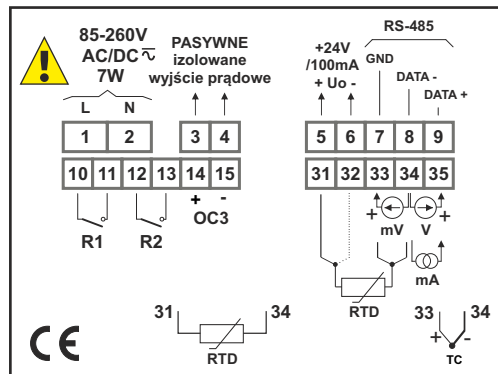 85-260V
AC/DC
7W
L N
PASYWNE
izolowane
wyjście prądowe
RS-485
+24V
/100mA
+ Uo -
GND
DATA -
DATA +
1 2 3 4 5 6 7 8 9
10 11 12 13 14 15 31 32 33 34 35
R1 R2
+ -
OC3
+ +
mV V
mA
RTD
31 34
RTD
CE
33 34
+ -
TC